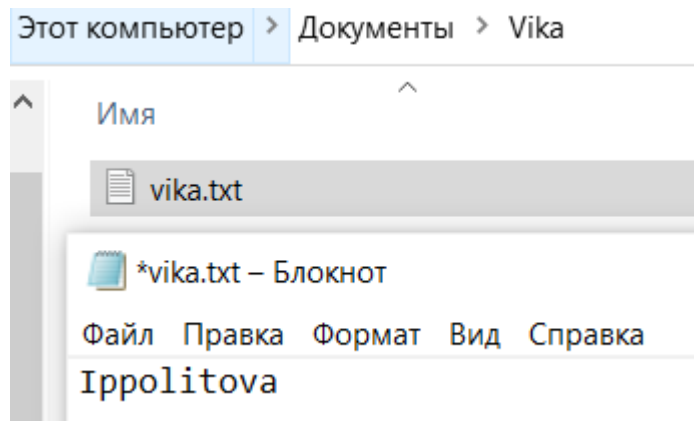 Этот компьютер > Документы > Vika
Имя
vika.txt
*vika.txt – Блокнот
Файл Правка Формат Вид Справка
Ippolitova